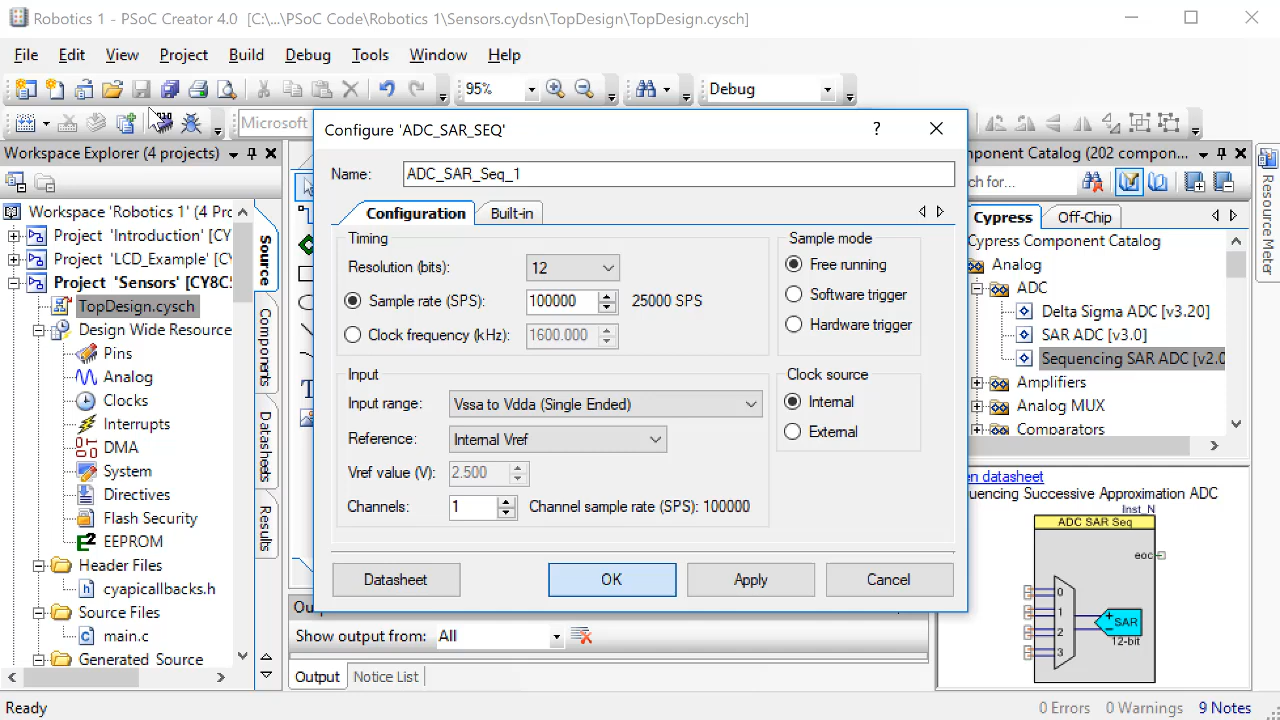 Robotics 1 - PSoC Creator 4.0 [C:\...\PSoC Code\Robotics 1\Sensors.cydsn\TopDesign\TopDesign.cysch]
File Edit View Project Build Debug Tools Window Help
95% Debug
Microsoft
Workspace Explorer (4 projects)
Workspace 'Robotics 1' (4 Prc
Project 'Introduction' [CY
Project 'LCD_Example' [C
Project 'Sensors' [CY8C5
TopDesign.cysch
Design Wide Resource
Pins
Analog
Clocks
Interrupts
DMA
System
Directives
Flash Security
EEPROM
Header Files
cyapicallbacks.h
Source Files
main.c
Generated Source
Source
Components
Datasheets
Results
Configure 'ADC_SAR_SEQ'
?
Name: ADC_SAR_Seq_1
Configuration Built-in
Timing
Resolution (bits): 12
Sample rate (SPS): 100000 25000 SPS
Clock frequency (kHz): 1600.000
Input
Input range: Vssa to Vdda (Single Ended)
Reference: Internal Vref
Vref value (V): 2.500
Channels: 1 Channel sample rate (SPS): 100000
Sample mode
Free running
Software trigger
Hardware trigger
Clock source
Internal
External
Datasheet OK Apply Cancel
Show output from: All
Output Notice List
ponent Catalog (202 compon...
ch for...
Cypress Off-Chip
Cypress Component Catalog
Analog
ADC
Delta Sigma ADC [v3.20]
SAR ADC [v3.0]
Sequencing SAR ADC [v2.0
Amplifiers
Analog MUX
Comparators
en datasheet
uencing Successive Approximation ADC
Inst_N
ADC SAR Seq
eoc
0
1
2
3
SAR
12-bit
Resource Meter
Ready 0 Errors 0 Warnings 9 Notes